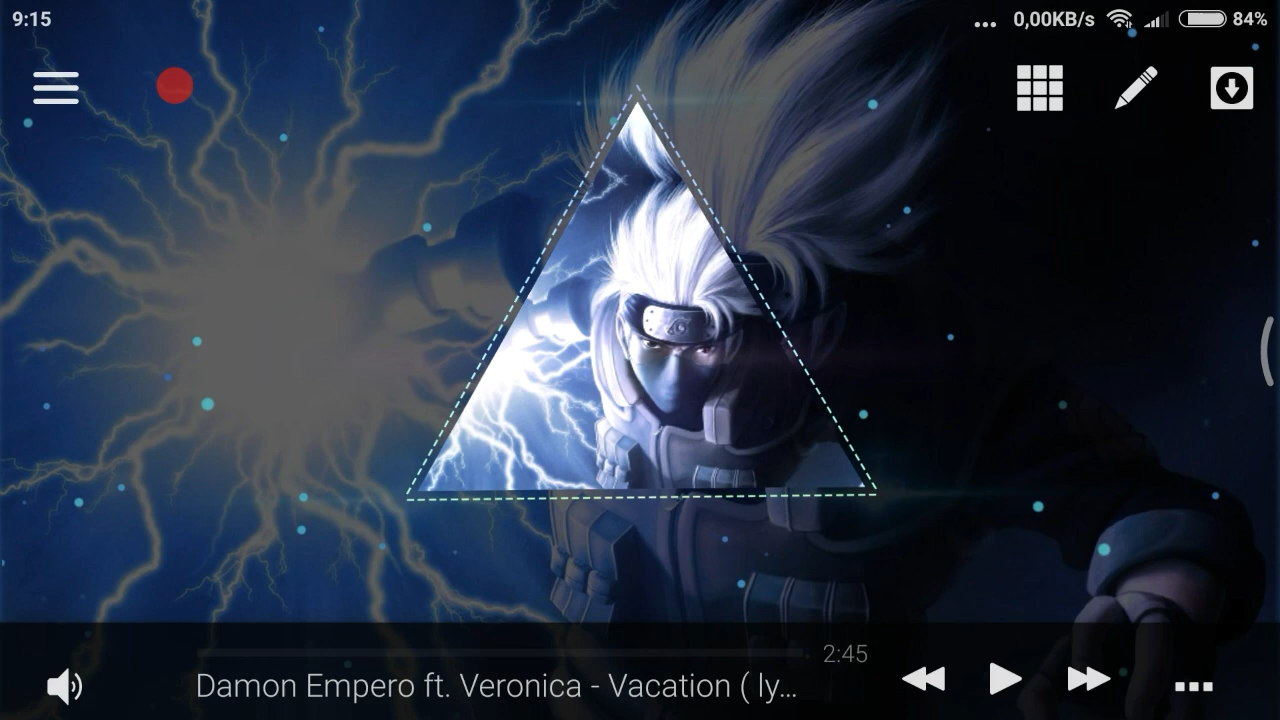 9:15
... 0,00KB/s 84%
2:45
Damon Empero ft. Veronica - Vacation ( ly...